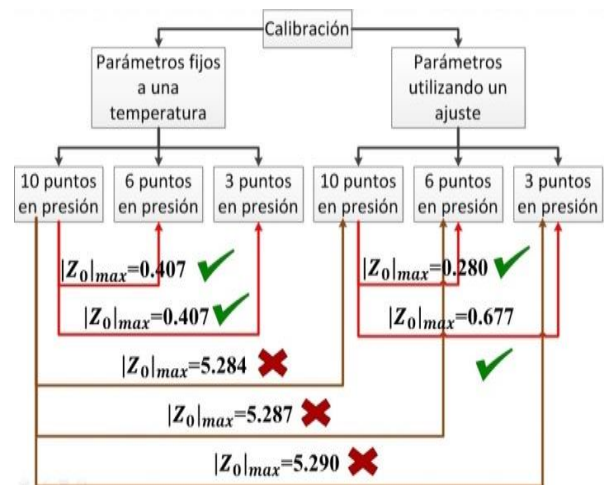 Calibración
Parámetros fijos
a una
temperatura
Parámetros
utilizando un
ajuste
10 puntos
en presión
6 puntos
en presión
3 puntos
en presión
10 puntos
en presión
6 puntos
en presión
3 puntos
en presión
|Z₀|ₘₐₓ=0.407
|Z₀|ₘₐₓ=0.280
|Z₀|ₘₐₓ=0.407
|Z₀|ₘₐₓ=0.677
|Z₀|ₘₐₓ=5.284
|Z₀|ₘₐₓ=5.287
|Z₀|ₘₐₓ=5.290